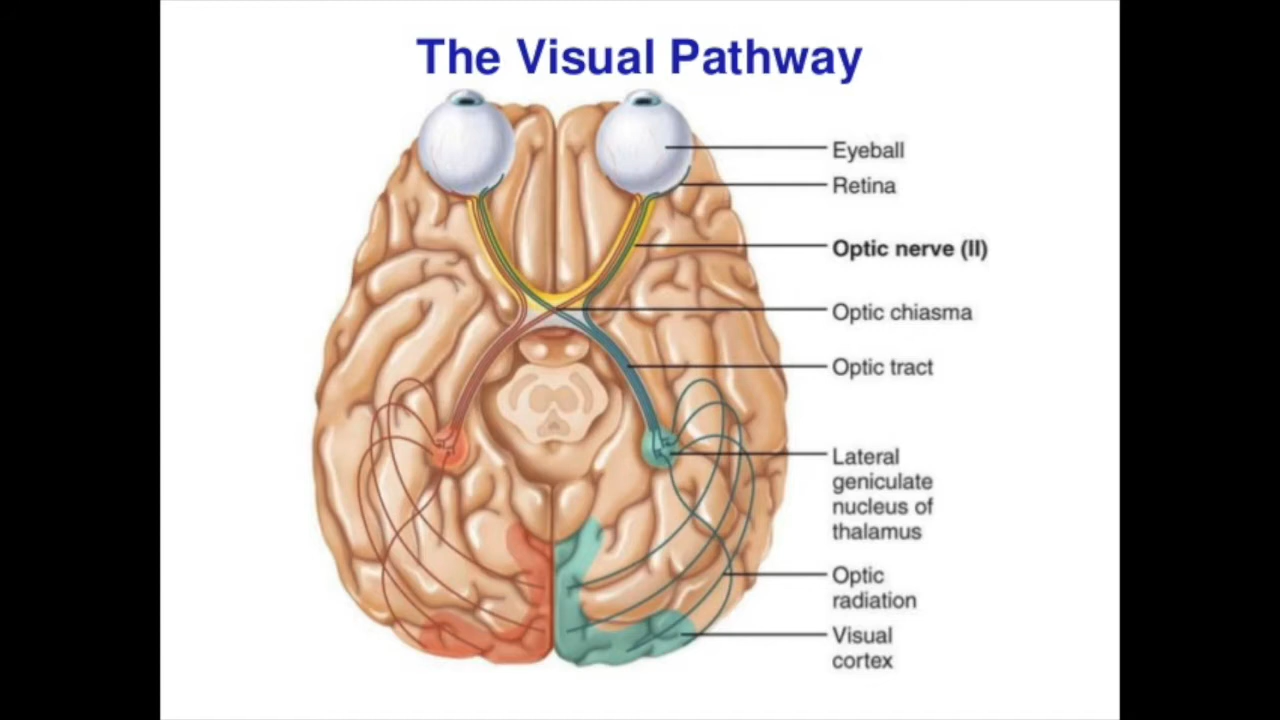 The Visual Pathway
Eyeball
Retina
Optic nerve (II)
Optic chiasma
Optic tract
Lateral
geniculate
nucleus of
thalamus
Optic
radiation
Visual
cortex